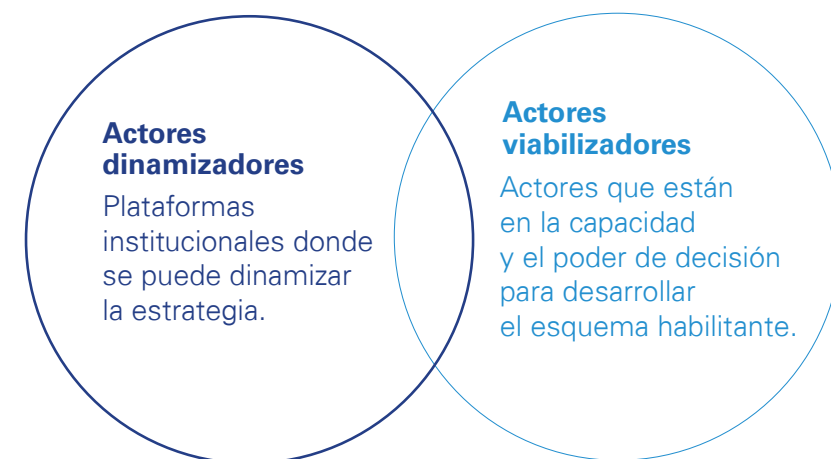 Actores
dinamizadores
Plataformas
institucionales donde
se puede dinamizar
la estrategia.
Actores
viabilizadores
Actores que están
en la capacidad
y el poder de decisión
para desarrollar
el esquema habilitante.